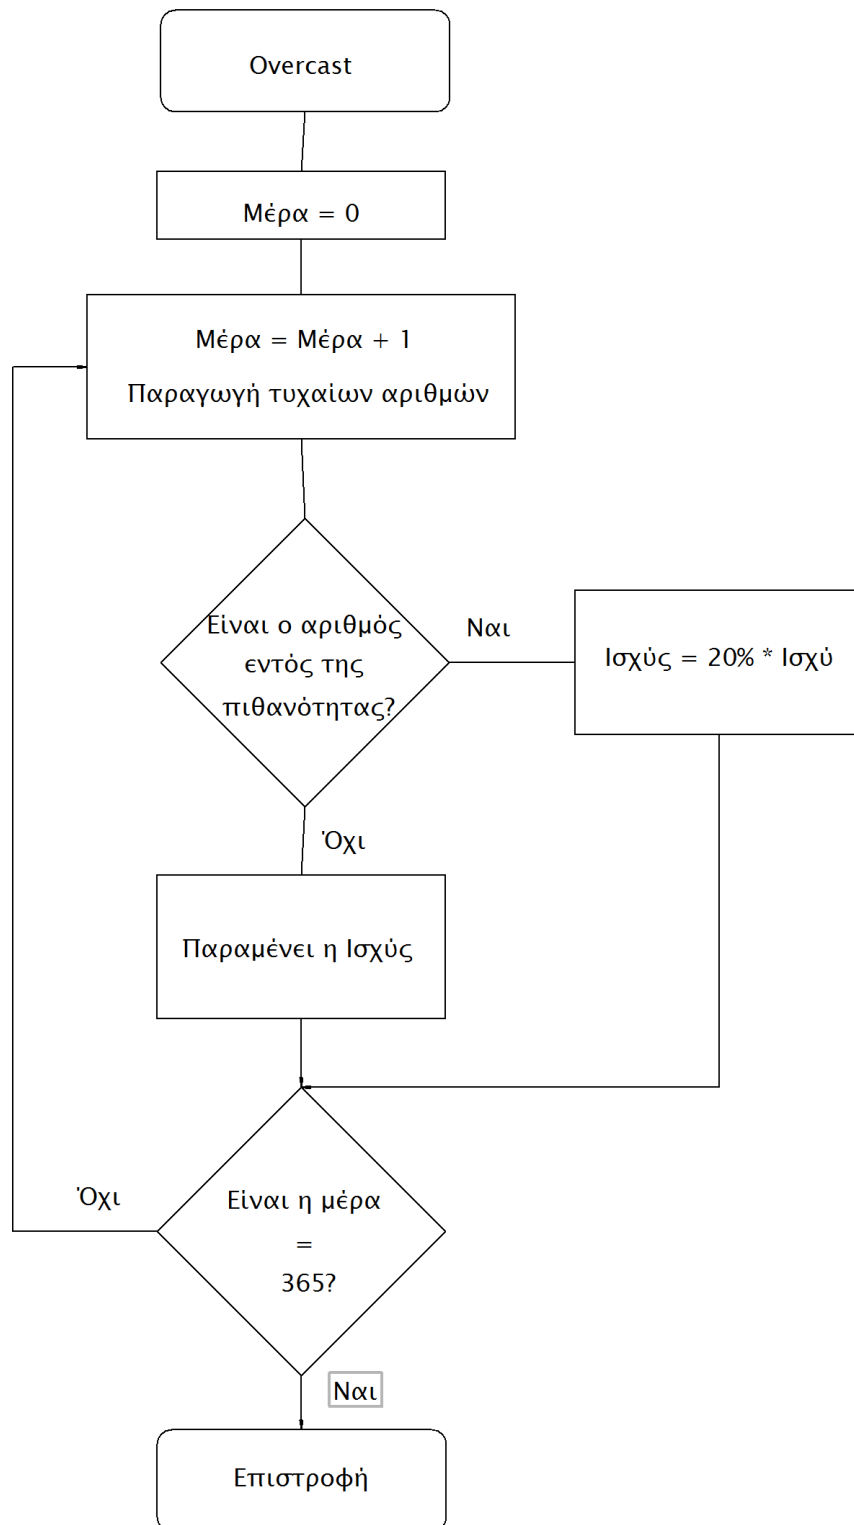 Overcast
Μέρα = 0
Μέρα = Μέρα + 1
Παραγωγή τυχαίων αριθμών
Είναι ο αριθμός
εντός της
πιθανότητας?
Ναι
Ισχύς = 20% * Ισχύ
Όχι
Παραμένει η Ισχύς
Όχι
Είναι η μέρα
=
365?
Ναι
Επιστροφή